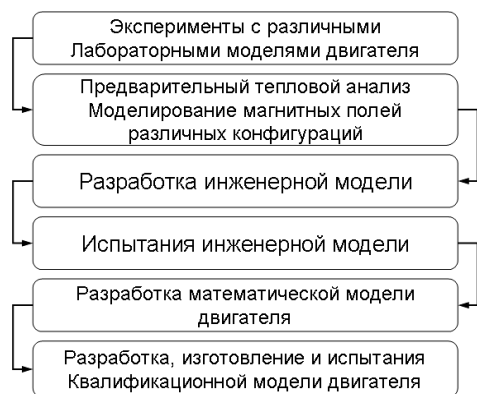 Эксперименты с различными
Лабораторными моделями двигателя
Предварительный тепловой анализ
Моделирование магнитных полей
различных конфигураций
Разработка инженерной модели
Испытания инженерной модели
Разработка математической модели
двигателя
Разработка, изготовление и испытания
Квалификационной модели двигателя